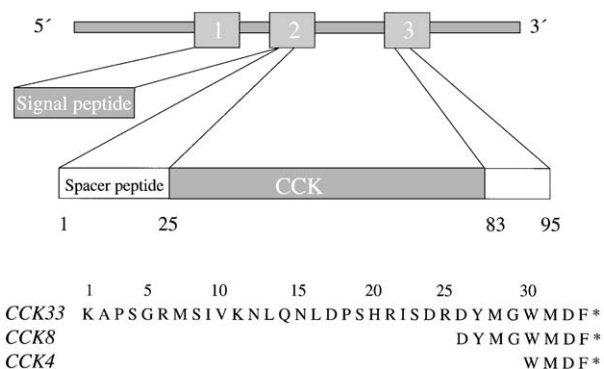 5´ 1 2 3 3´
Signal peptide
Spacer peptide CCK
1 25 83 95
1 5 10 15 20 25 30
CCK33 K A P S G R M S I V K N L Q N L D P S H R I S D R D Y M G W M D F *
CCK8 D Y M G W M D F *
CCK4 W M D F *